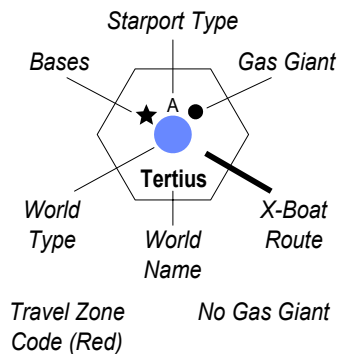 Starport Type
Bases
Gas Giant
A
Tertius
World
Type
World
Name
X-Boat
Route
Travel Zone
Code (Red)
No Gas Giant